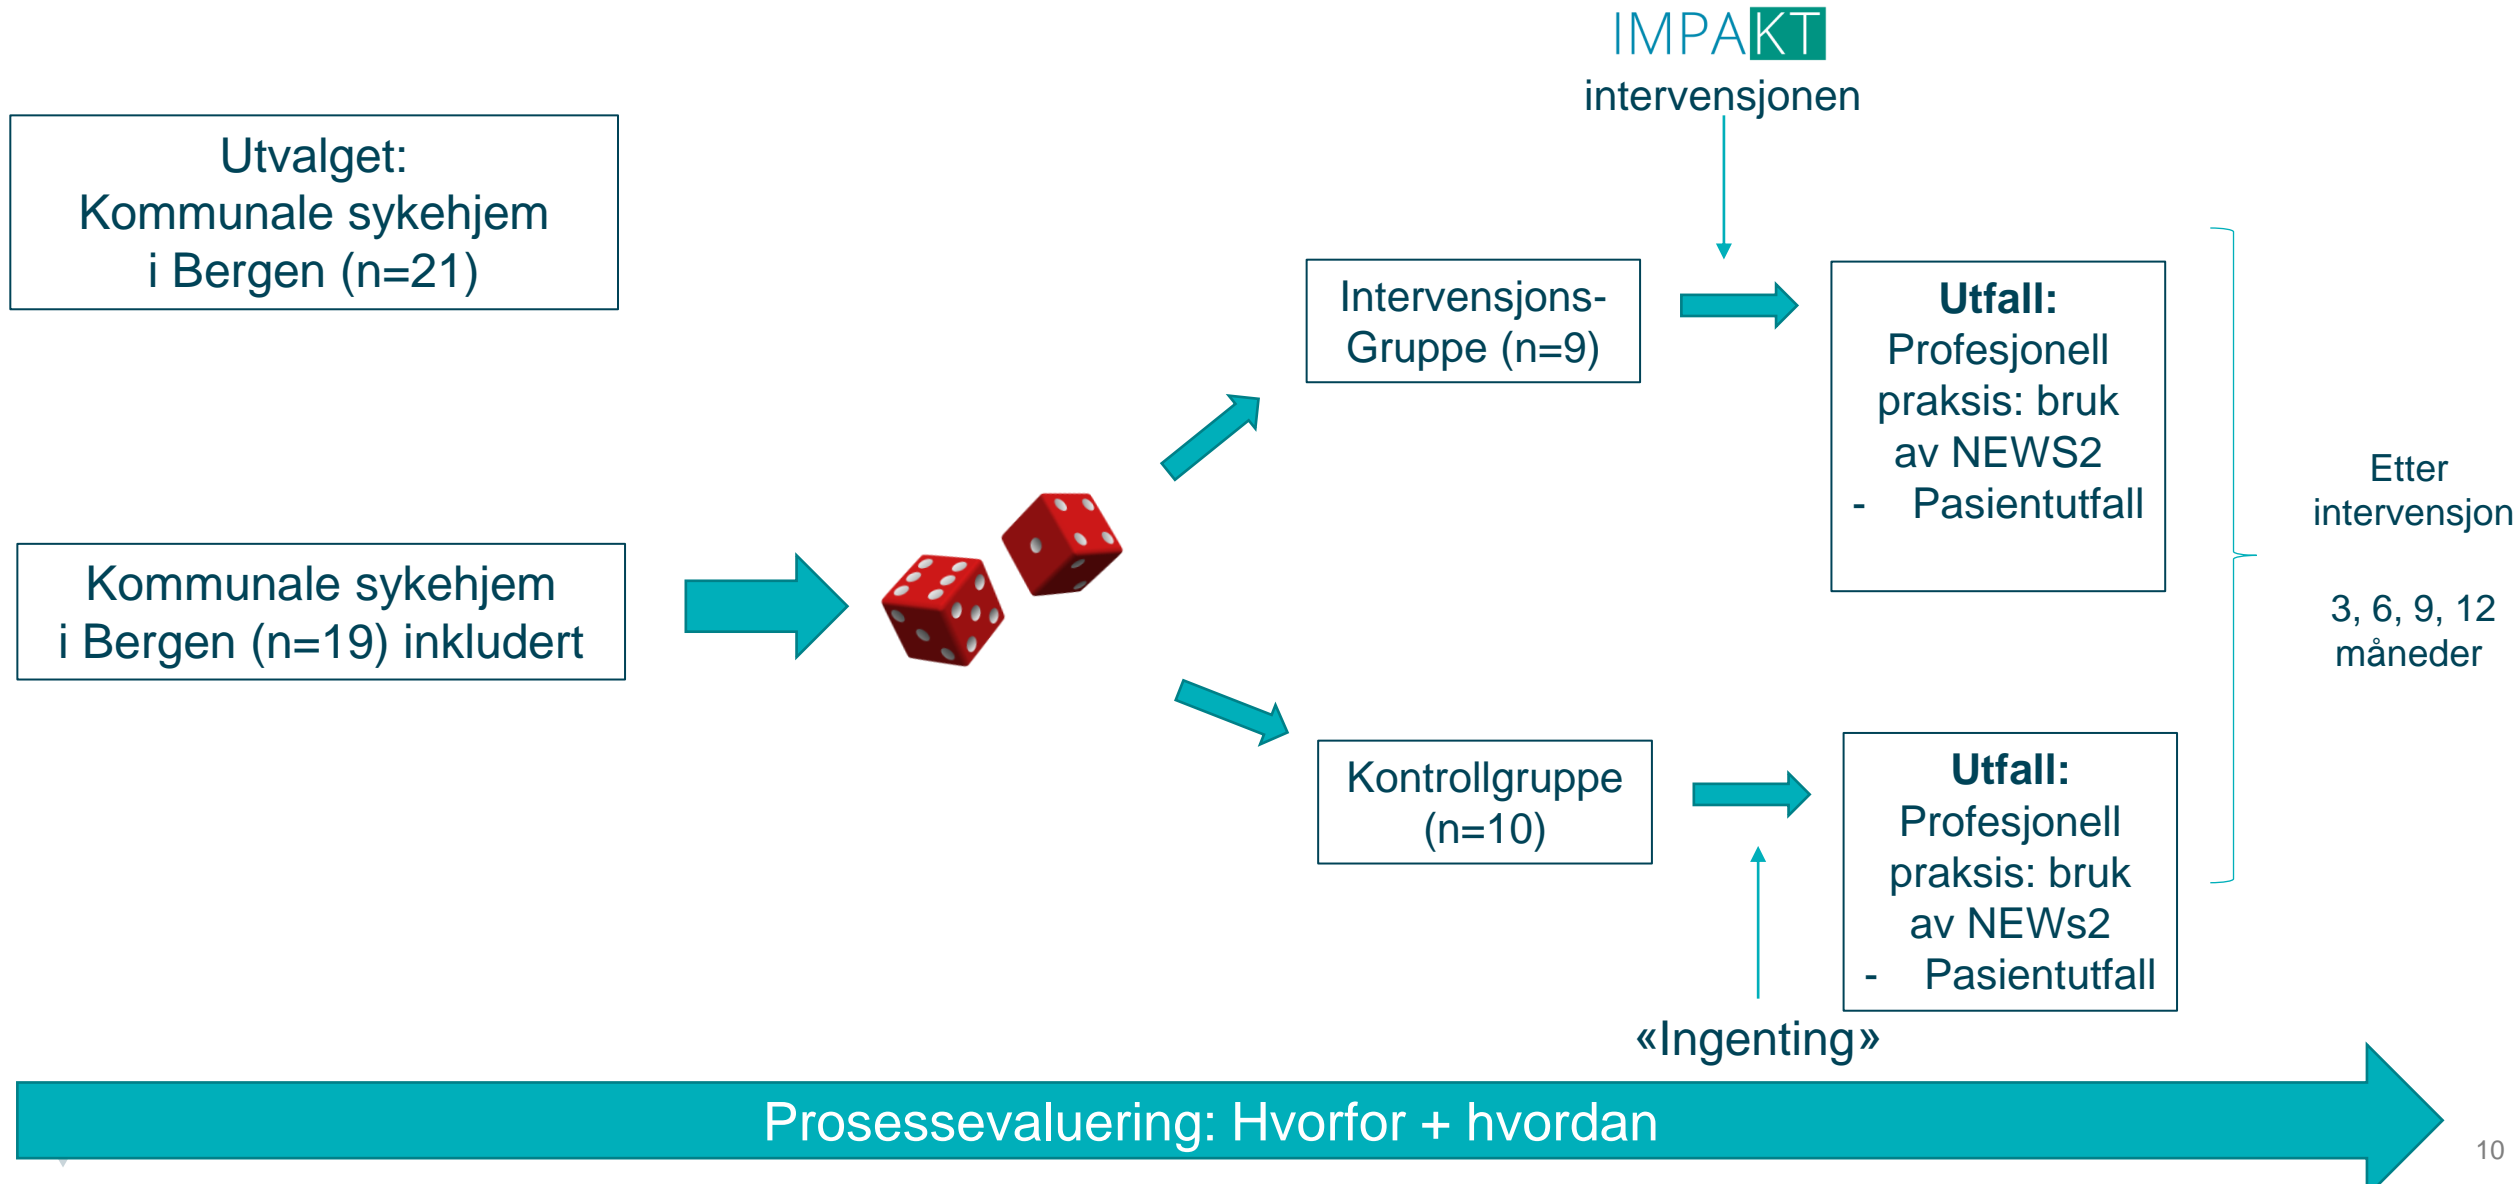 IMPAKT
intervensjonen
Utvalget:
Kommunale sykehjem
i Bergen (n=21)
Kommunale sykehjem
i Bergen (n=19) inkludert
Intervensjons-
Gruppe (n=9)
Utfall:
Profesjonell
praksis: bruk
av NEWS2
- Pasientutfall
Etter
intervensjon
3, 6, 9, 12
måneder
Kontrollgruppe
(n=10)
Utfall:
Profesjonell
praksis: bruk
av NEWs2
- Pasientutfall
«Ingenting»
Prosessevaluering: Hvorfor + hvordan
10